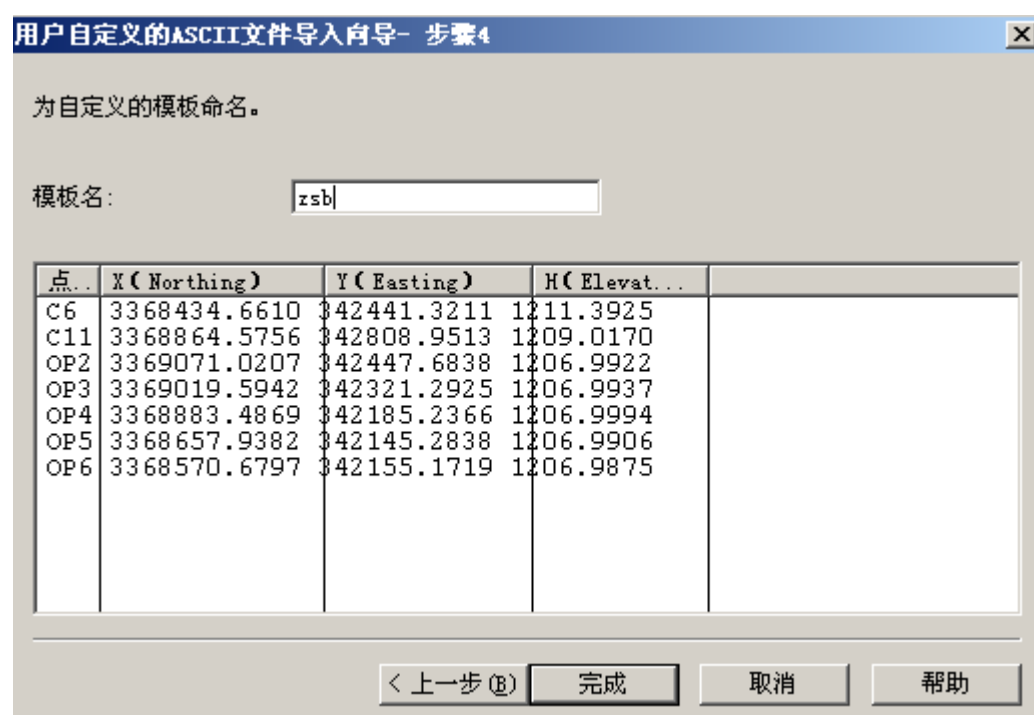 用户自定义的ASCII文件导入向导- 步骤4
为自定义的模板命名。
模板名: zsb
点.. X(Northing) Y(Easting) H(Elevat...
C6 3368434.6610 342441.3211 1211.3925
C11 3368864.5756 342808.9513 1209.0170
OP2 3369071.0207 342447.6838 1206.9922
OP3 3369019.5942 342321.2925 1206.9937
OP4 3368883.4869 342185.2366 1206.9994
OP5 3368657.9382 342145.2838 1206.9906
OP6 3368570.6797 342155.1719 1206.9875
< 上一步(B) 完成 取消 帮助